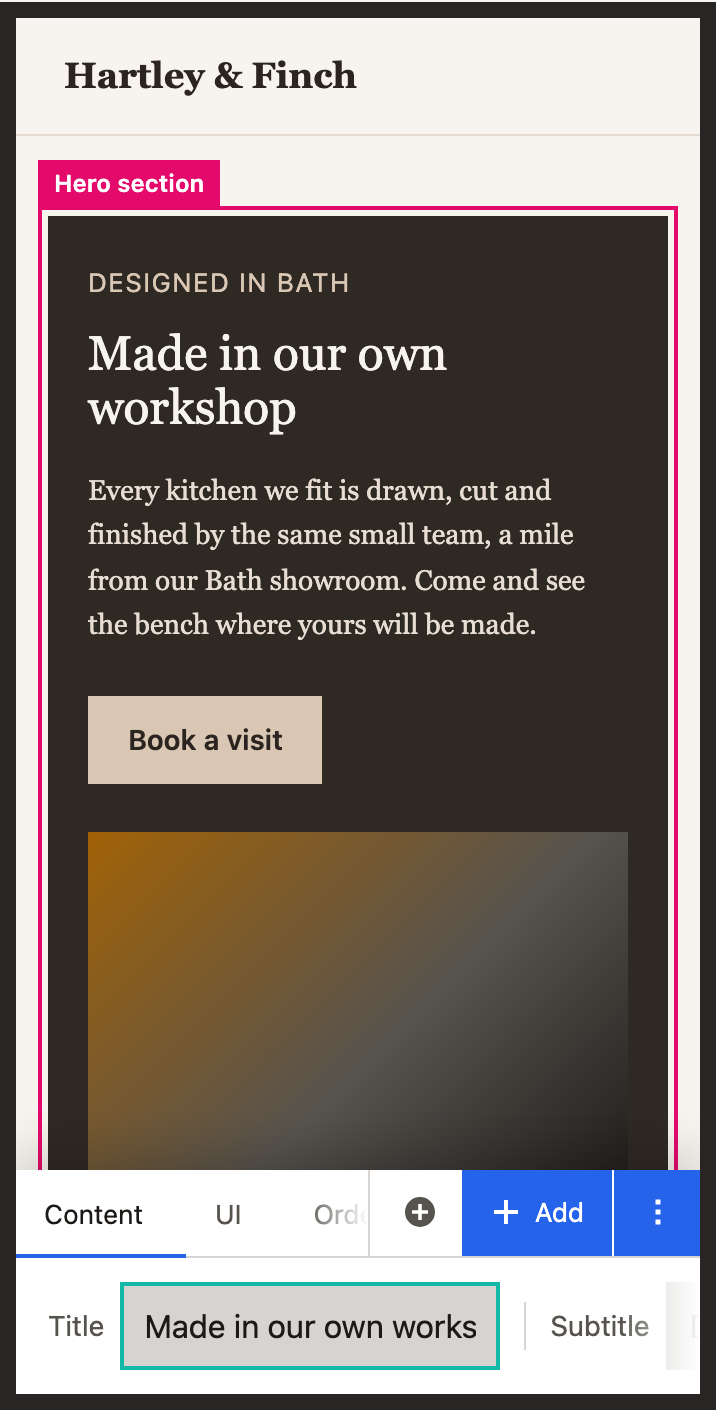 Hartley & Finch
Hero section
DESIGNED IN BATH
Made in our own
workshop
Every kitchen we fit is drawn, cut and
finished by the same small team, a mile
from our Bath showroom. Come and see
the bench where yours will be made.
Book a visit
Content UI Orde Add
Title Made in our own works Subtitle